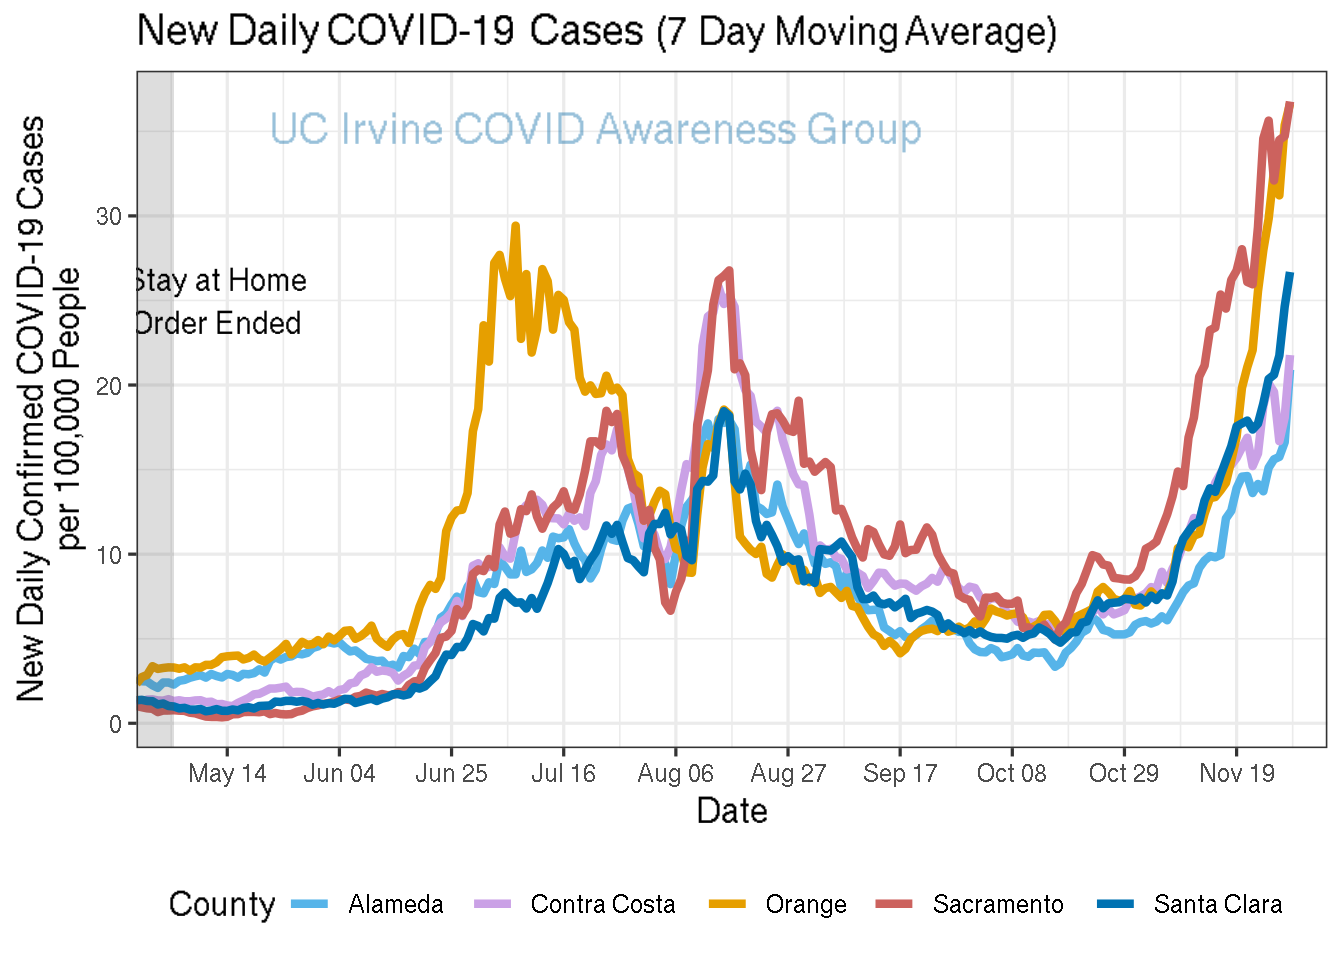 New Daily COVID-19 Cases (7 Day Moving Average)
UC Irvine COVID Awareness Group
New Daily Confirmed COVID-19 Cases
per 100,000 People
30
20
10
0
Stay at Home
Order Ended
May 14
Jun 04
Jun 25
Jul 16
Aug 06
Aug 27
Sep 17
Oct 08
Oct 29
Nov 19
Date
County
Alameda
Contra Costa
Orange
Sacramento
Santa Clara